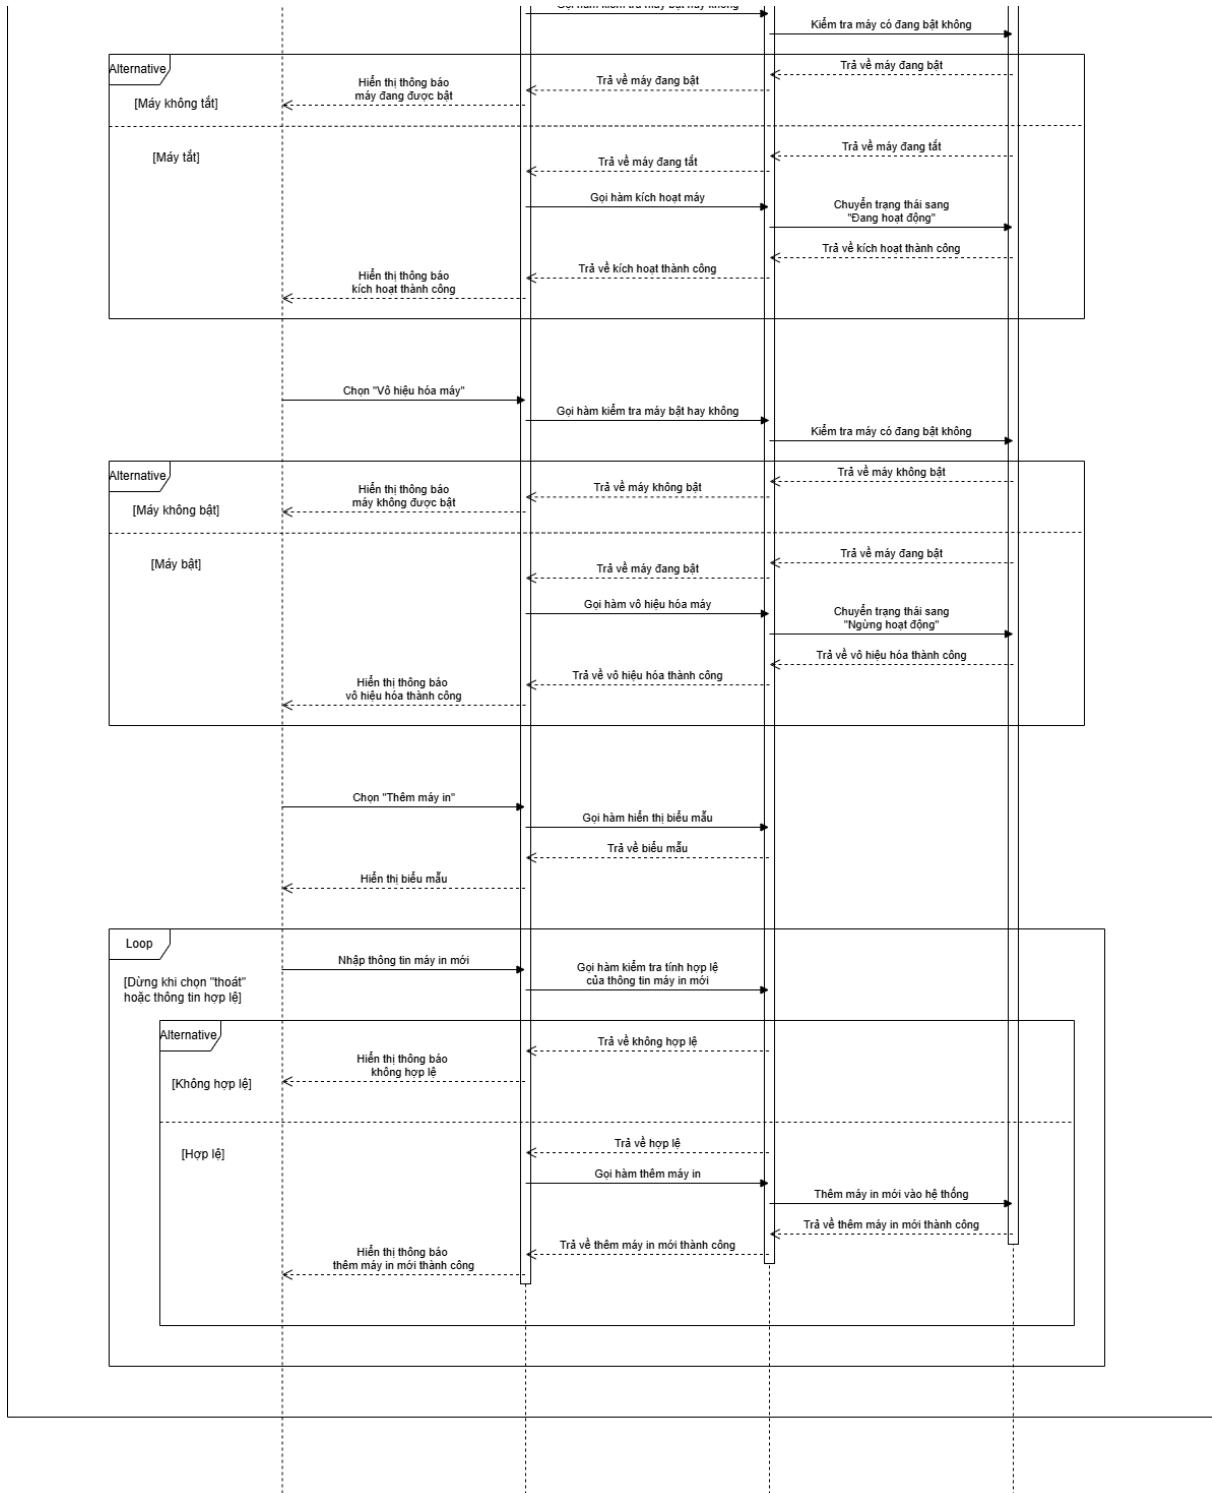 Gọi hàm kiểm tra máy bật hay không
Kiểm tra máy có đang bật không
Alternative
Trả về máy đang bật
Trả về máy đang bật
Hiển thị thông báo
máy đang được bật
[Máy không tắt]
[Máy tắt]
Trả về máy đang tắt
Trả về máy đang tắt
Gọi hàm kích hoạt máy
Chuyển trạng thái sang
"Đang hoạt động"
Trả về kích hoạt thành công
Trả về kích hoạt thành công
Hiển thị thông báo
kích hoạt thành công
Chọn "Vô hiệu hóa máy"
Gọi hàm kiểm tra máy bật hay không
Kiểm tra máy có đang bật không
Alternative
Trả về máy không bật
Trả về máy không bật
Hiển thị thông báo
máy không được bật
[Máy không bật]
[Máy bật]
Trả về máy đang bật
Trả về máy đang bật
Gọi hàm vô hiệu hóa máy
Chuyển trạng thái sang
"Ngừng hoạt động"
Trả về vô hiệu hóa thành công
Trả về vô hiệu hóa thành công
Hiển thị thông báo
vô hiệu hóa thành công
Chọn "Thêm máy in"
Gọi hàm hiển thị biểu mẫu
Trả về biểu mẫu
Hiển thị biểu mẫu
Loop
Nhập thông tin máy in mới
[Dừng khi chọn "thoát"
hoặc thông tin hợp lệ]
Gọi hàm kiểm tra tính hợp lệ
của thông tin máy in mới
Alternative
Trả về không hợp lệ
Hiển thị thông báo
không hợp lệ
[Không hợp lệ]
[Hợp lệ]
Trả về hợp lệ
Gọi hàm thêm máy in
Thêm máy in mới vào hệ thống
Trả về thêm máy in mới thành công
Trả về thêm máy in mới thành công
Hiển thị thông báo
thêm máy in mới thành công